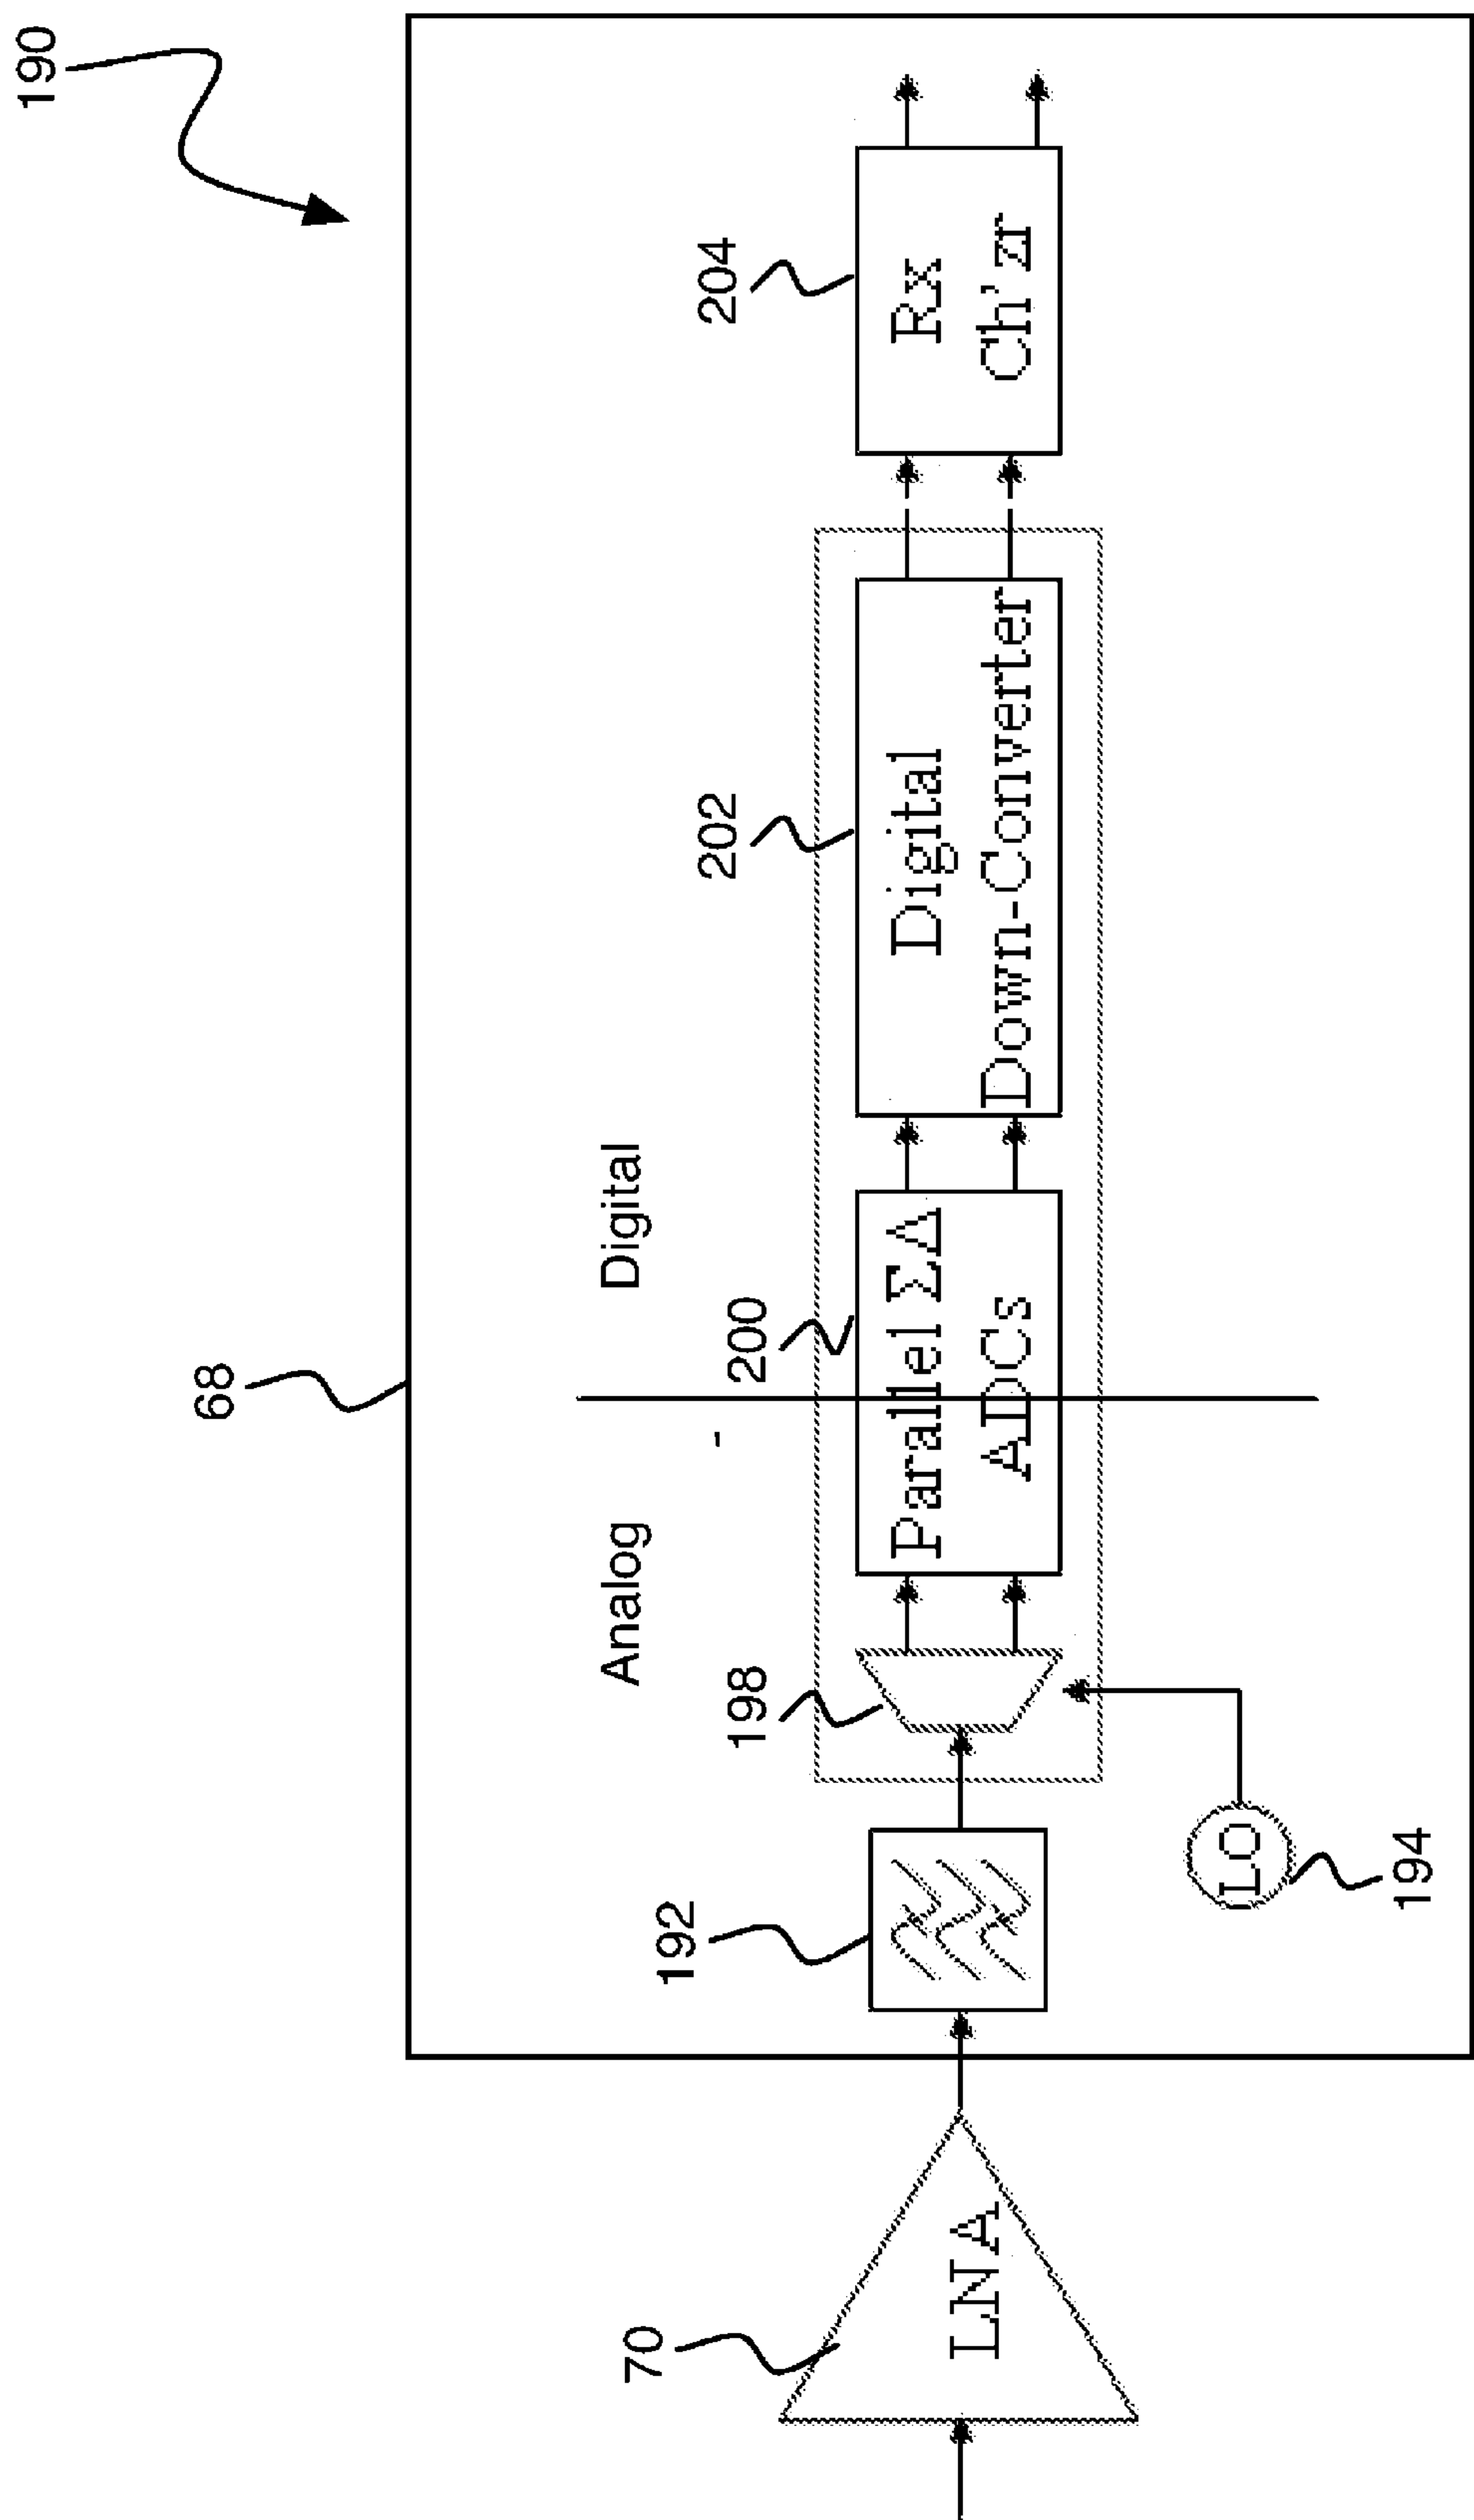 190
68
Analog
Digital
70
LNA
192
194
LO
198
200
Parallel ΣΔ
ADCs
202
Digital
Down-Converter
204
Rx
Ch'zr